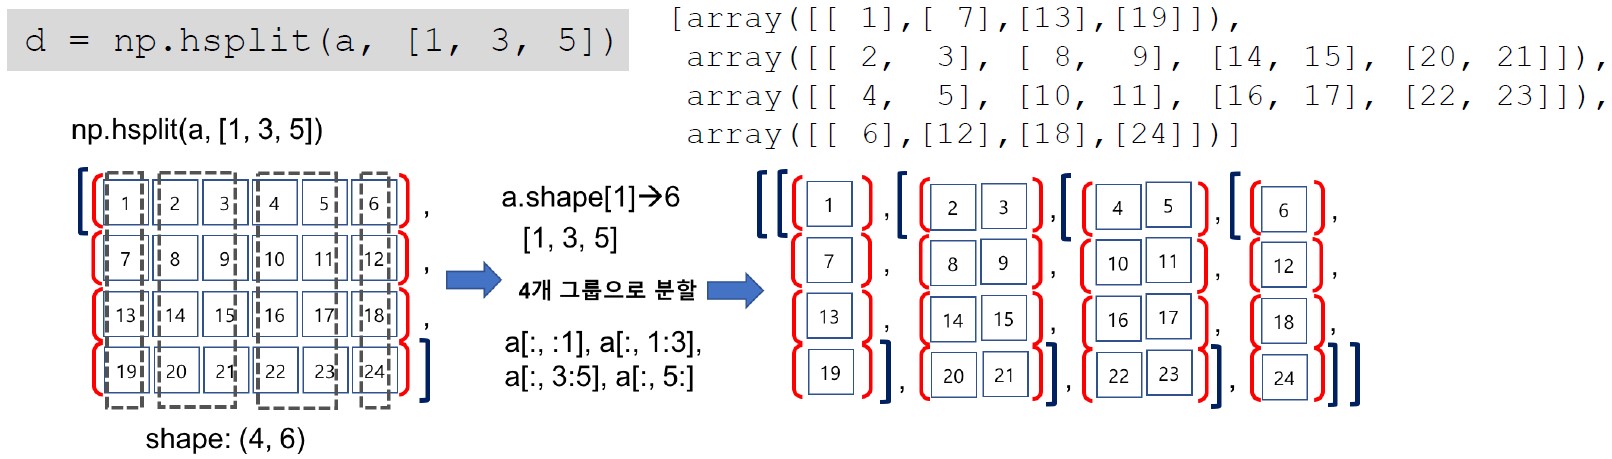 d = np.hsplit(a, [1, 3, 5])
[array([[ 1],[ 7],[13],[19]]),
array([[ 2,  3], [ 8,  9], [14, 15], [20, 21]]),
array([[ 4,  5], [10, 11], [16, 17], [22, 23]]),
array([[ 6],[12],[18],[24]])]
np.hsplit(a, [1, 3, 5])
[[1 2 3 4 5 6],
[7 8 9 10 11 12],
[13 14 15 16 17 18],
[19 20 21 22 23 24]]
shape: (4, 6)
a.shape[1]→6
[1, 3, 5]
4개 그룹으로 분할
a[:, :1], a[:, 1:3],
a[:, 3:5], a[:, 5:]
[[[1], [[2 3], [[4 5], [[6],
[7], [8 9], [10 11], [12],
[13], [14 15], [16 17], [18],
[19]], [20 21]], [22 23]], [24]]]